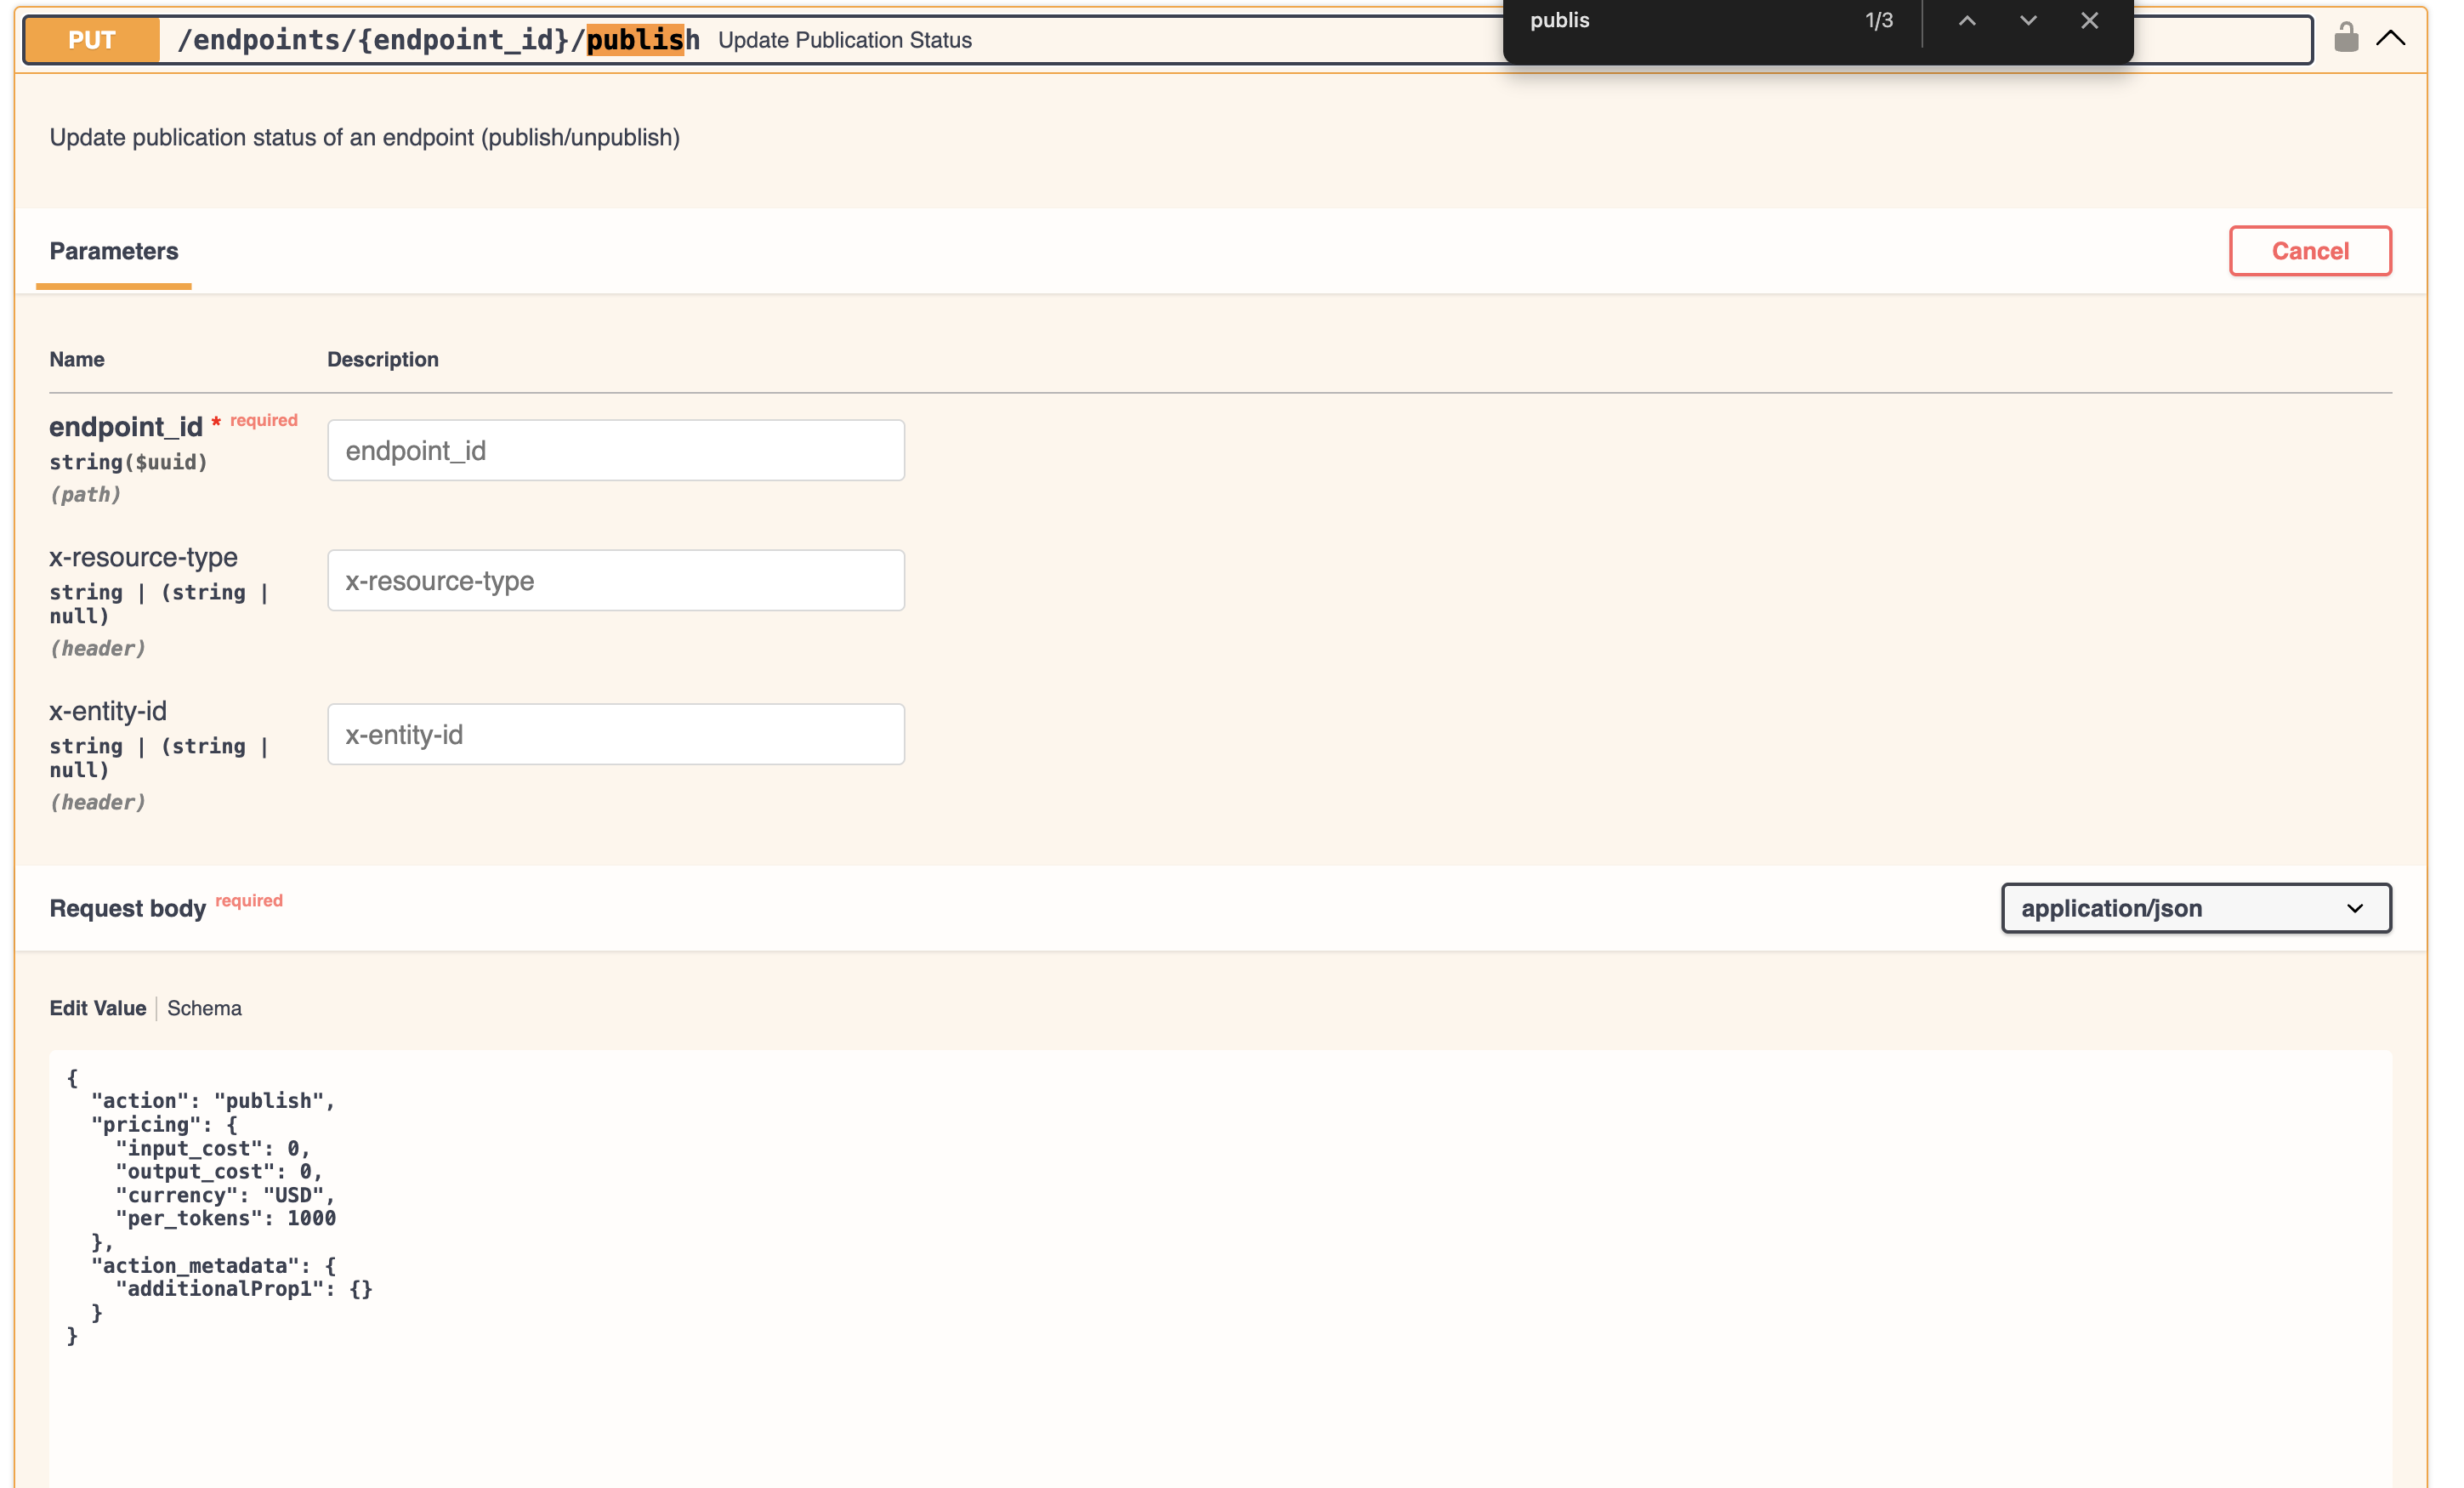 publis 1/3
PUT /endpoints/{endpoint_id}/publish Update Publication Status
Update publication status of an endpoint (publish/unpublish)
Parameters
Cancel
Name Description
endpoint_id * required
string($uuid)
(path)
endpoint_id
x-resource-type
string | (string |
null)
(header)
x-resource-type
x-entity-id
string | (string |
null)
(header)
x-entity-id
Request body required
application/json
Edit Value Schema
{
  "action": "publish",
  "pricing": {
    "input_cost": 0,
    "output_cost": 0,
    "currency": "USD",
    "per_tokens": 1000
  },
  "action_metadata": {
    "additionalProp1": {}
  }
}